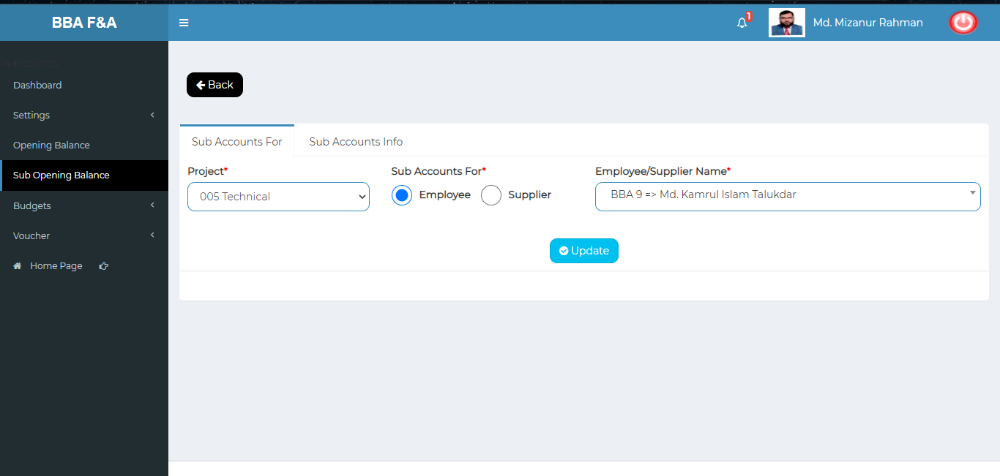 BBA F&A
1
Md. Mizanur Rahman
Dashboard
Settings
Opening Balance
Sub Opening Balance
Budgets
Voucher
Home Page
Back
Sub Accounts For
Sub Accounts Info
Project*
005 Technical
Sub Accounts For*
Employee
Supplier
Employee/Supplier Name*
BBA 9 => Md. Kamrul Islam Talukdar
Update